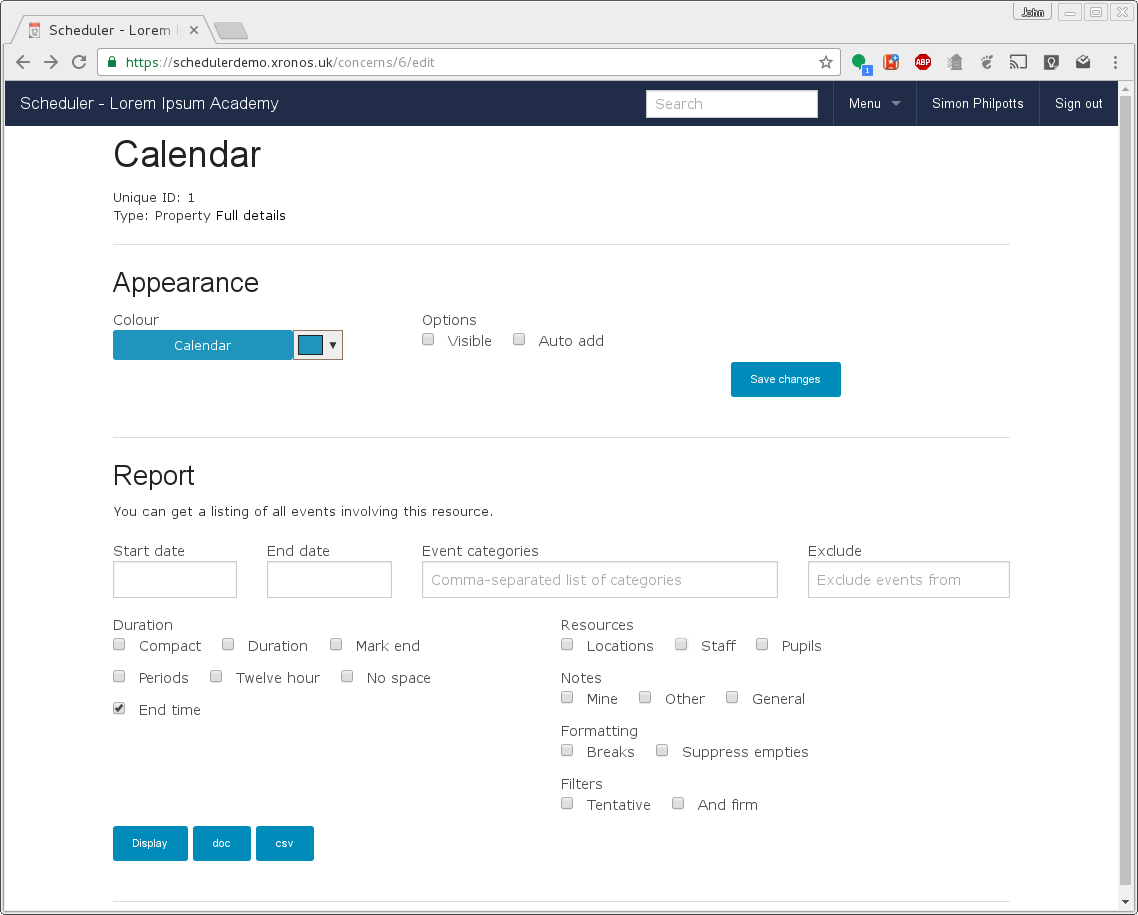 John
Scheduler - Lorem
https://schedulerdemo.xronos.uk/concerns/6/edit
1
ABP
Scheduler - Lorem Ipsum Academy
Search
Menu
Simon Philpotts
Sign out
Calendar
Unique ID: 1
Type: Property Full details
Appearance
Colour
Options
Calendar
Visible
Auto add
Save changes
Report
You can get a listing of all events involving this resource.
Start date
End date
Event categories
Exclude
Comma-separated list of categories
Exclude events from
Duration
Resources
Compact
Duration
Mark end
Locations
Staff
Pupils
Periods
Twelve hour
No space
Notes
Mine
Other
General
End time
Formatting
Breaks
Suppress empties
Filters
Tentative
And firm
Display
doc
csv